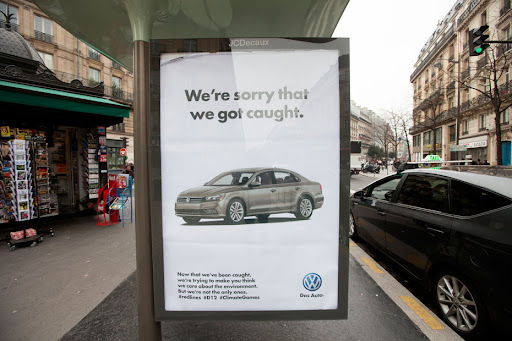 JCDecaux
We're sorry that
we got caught.
Now that we've been caught,
we're trying to make you think
we care about the environment.
But we're not the only ones.
#redlines #D12 #ClimateGames
Das Auto.